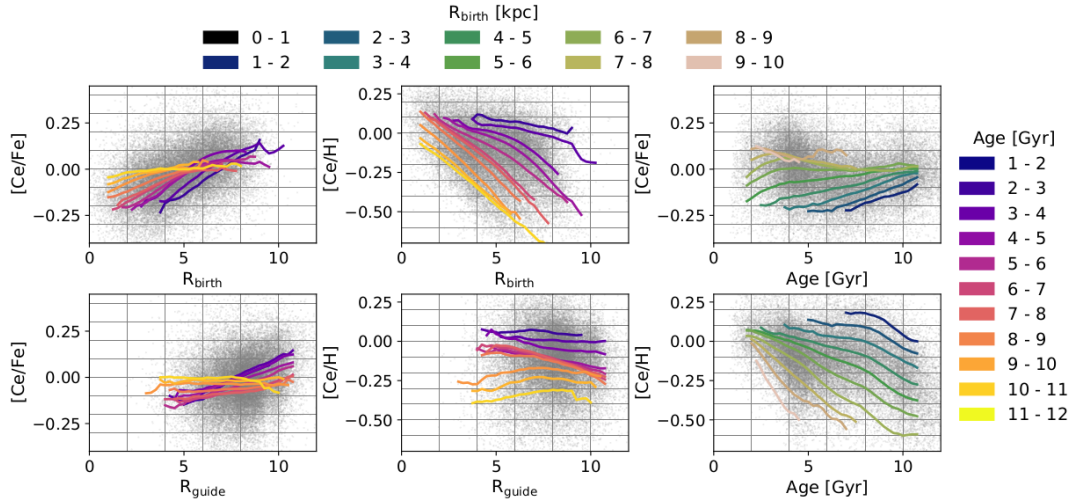 R_birth [kpc]
0 - 1 2 - 3 4 - 5 6 - 7 8 - 9
1 - 2 3 - 4 5 - 6 7 - 8 9 - 10
[Ce/Fe]
0.25
0.00
−0.25
0 5 10
R_birth
[Ce/H]
0.00
−0.25
−0.50
0 5 10
R_birth
[Ce/Fe]
0.25
0.00
−0.25
0 5 10
Age [Gyr]
[Ce/Fe]
0.25
0.00
−0.25
0 5 10
R_guide
[Ce/H]
0.25
0.00
−0.25
−0.50
0 5 10
R_guide
[Ce/H]
0.25
0.00
−0.25
−0.50
0 5 10
Age [Gyr]
Age [Gyr]
1 - 2
2 - 3
3 - 4
4 - 5
5 - 6
6 - 7
7 - 8
8 - 9
9 - 10
10 - 11
11 - 12